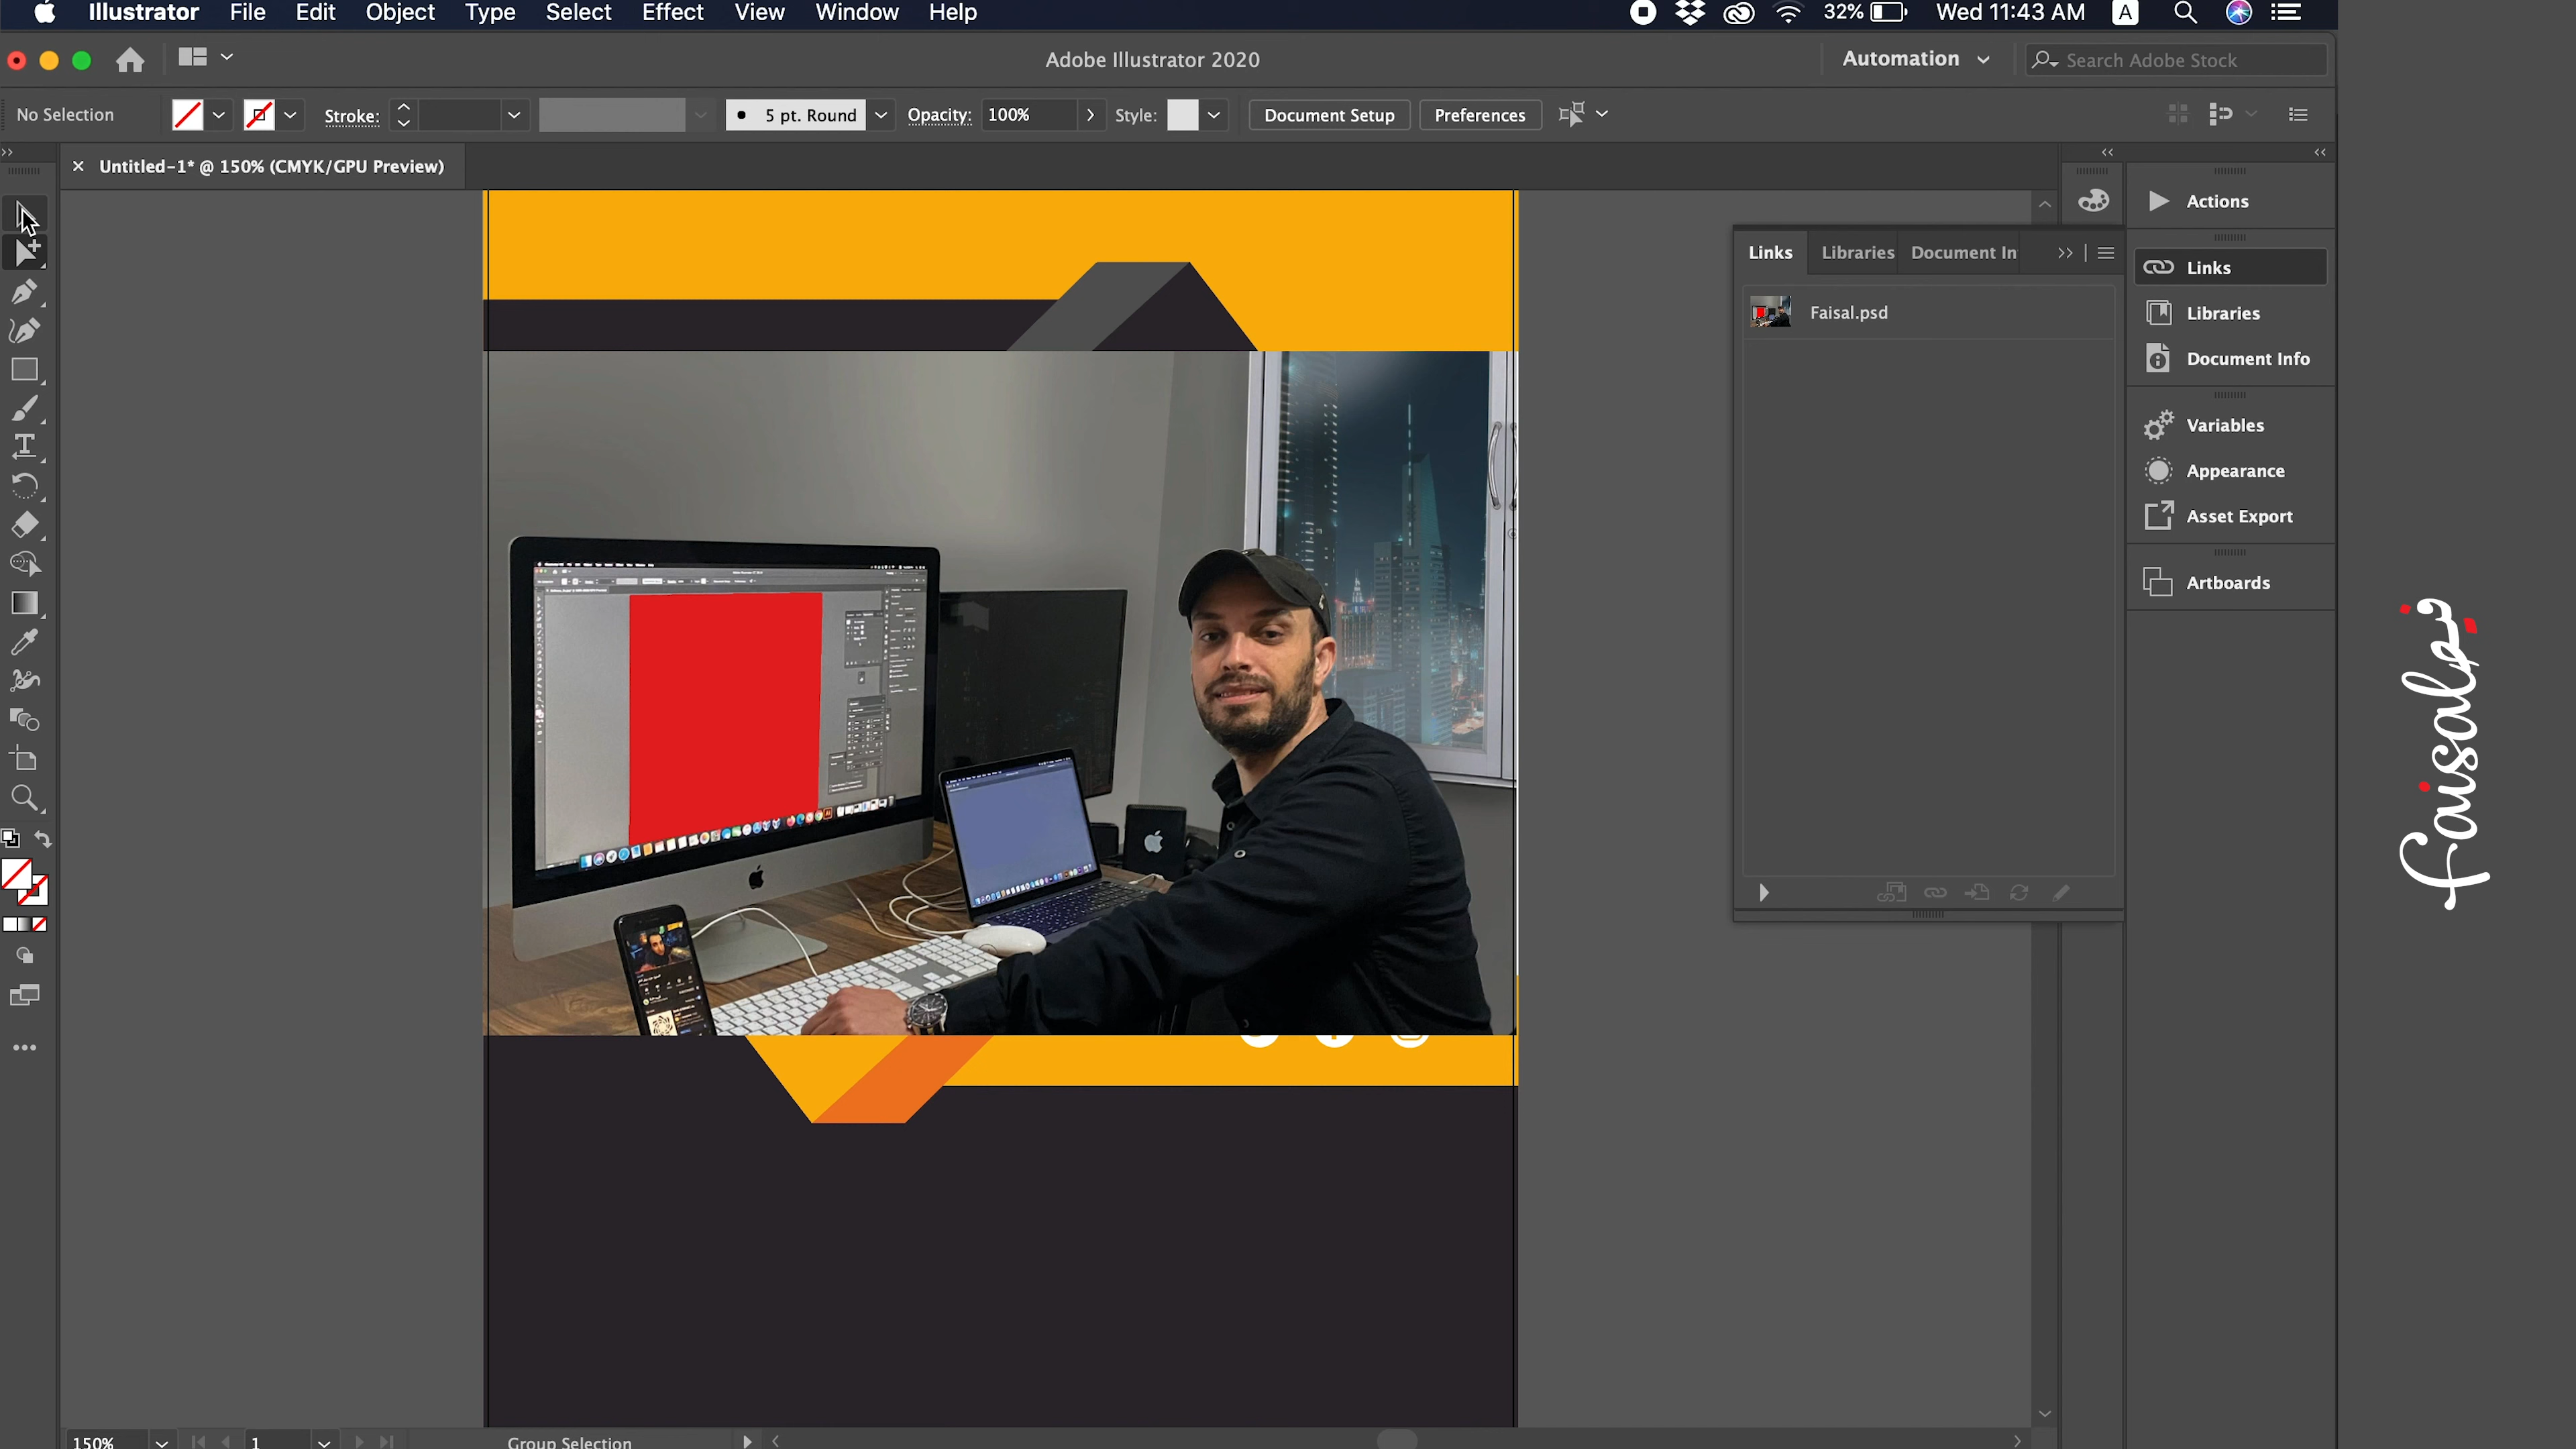 Illustrator File Edit Object Type Select Effect View Window Help
32% Wed 11:43 AM A
Adobe Illustrator 2020
Automation
Search Adobe Stock
No Selection
Stroke:
5 pt. Round
Opacity: 100%
Style:
Document Setup
Preferences
Untitled-1* @ 150% (CMYK/GPU Preview)
Actions
Links Libraries Document In
Links
Faisal.psd
Libraries
Document Info
Variables
Appearance
Asset Export
Artboards
faisalقي
150%
1
Group Selection